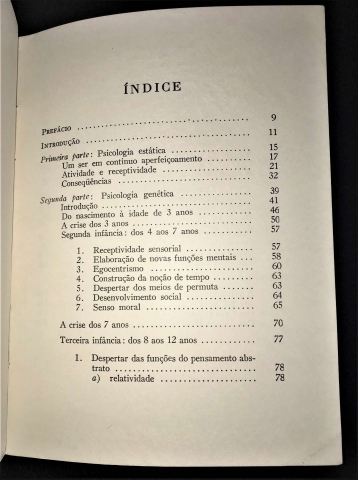 ÍNDICE
PREFÁCIO ........ 9
INTRODUÇÃO ........ 11
Primeira parte: Psicologia estática ........ 15
Um ser em contínuo aperfeiçoamento ........ 17
Atividade e receptividade ........ 21
Conseqüências ........ 32
Segunda parte: Psicologia genética ........ 39
Introdução ........ 41
Do nascimento à idade de 3 anos ........ 46
A crise dos 3 anos ........ 50
Segunda infância: dos 4 aos 7 anos ........ 57
1. Receptividade sensorial ........ 57
2. Elaboração de novas funções mentais ... 58
3. Egocentrismo ........ 60
4. Construção da noção de tempo ........ 63
5. Despertar dos meios de permuta ........ 63
6. Desenvolvimento social ........ 64
7. Senso moral ........ 65
A crise dos 7 anos ........ 70
Terceira infância: dos 8 aos 12 anos ........ 77
1. Despertar das funções do pensamento abs-
trato ........ 78
a) relatividade ........ 78